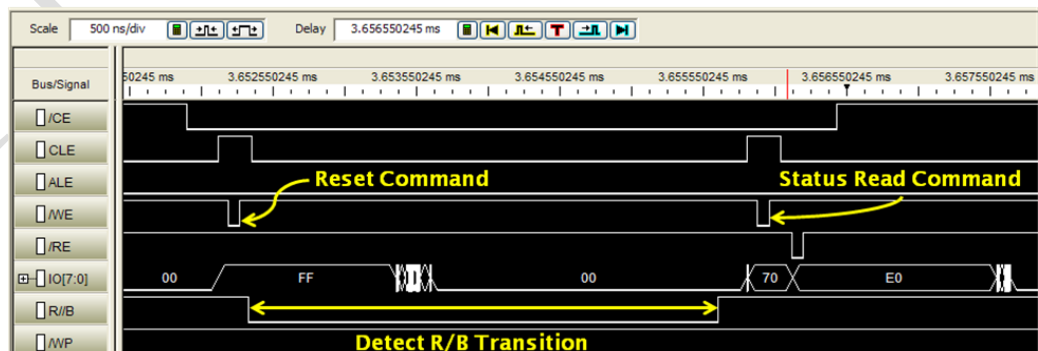 Scale 500 ns/div Delay 3.656550245 ms T
Bus/Signal 50245 ms 3.652550245 ms 3.653550245 ms 3.654550245 ms 3.655550245 ms 3.656550245 ms 3.657550245 ms
/CE
CLE
ALE Reset Command Status Read Command
/WE
/RE
IO[7:0] 00 FF 00 70 E0
R//B
/WP Detect R/B Transition